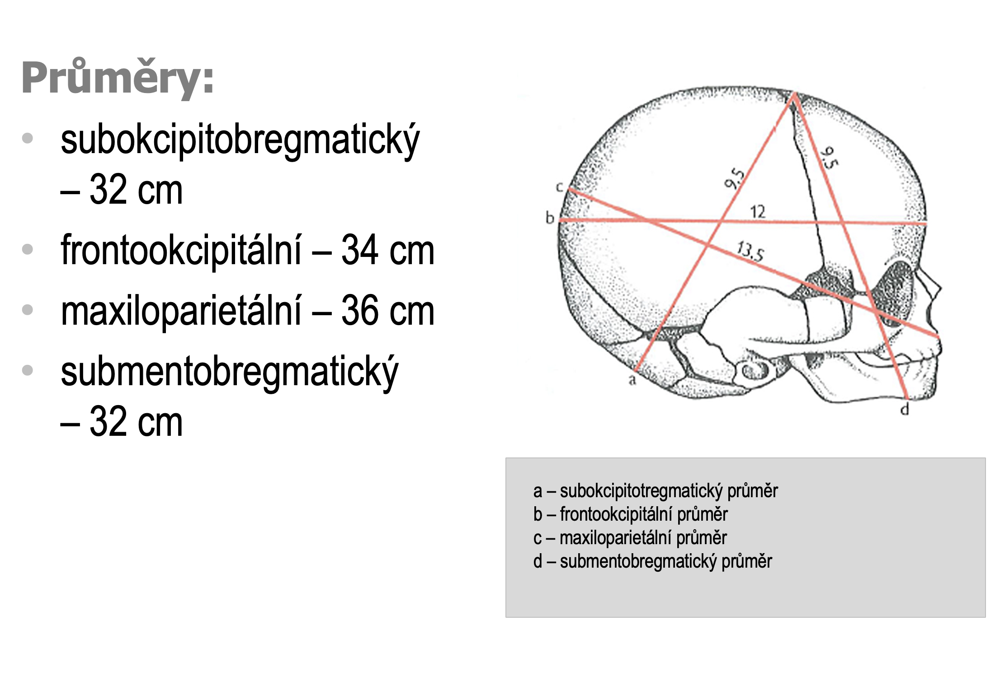 Průměry:
• subokcipitobregmatický
– 32 cm
• frontookcipitální – 34 cm
• maxiloparietální – 36 cm
• submentobregmatický
– 32 cm
9,5
9,5
c
12
b
13,5
a
d
a – subokcipitotregmatický průměr
b – frontookcipitální průměr
c – maxiloparietální průměr
d – submentobregmatický průměr